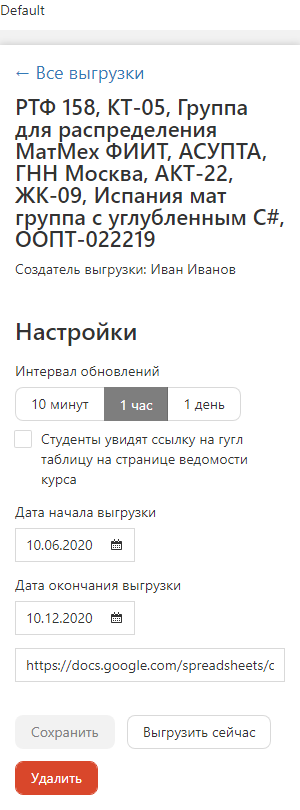 Default
← Все выгрузки
РТФ 158, КТ-05, Группа
для распределения
МатМех ФИИТ, АСУПТА,
ГНН Москва, АКТ-22,
ЖК-09, Испания мат
группа с углубленным C#,
ООПТ-022219
Создатель выгрузки: Иван Иванов
Настройки
Интервал обновлений
10 минут 1 час 1 день
Студенты увидят ссылку на гугл
таблицу на странице ведомости
курса
Дата начала выгрузки
10.06.2020
Дата окончания выгрузки
10.12.2020
https://docs.google.com/spreadsheets/c
Сохранить Выгрузить сейчас
Удалить